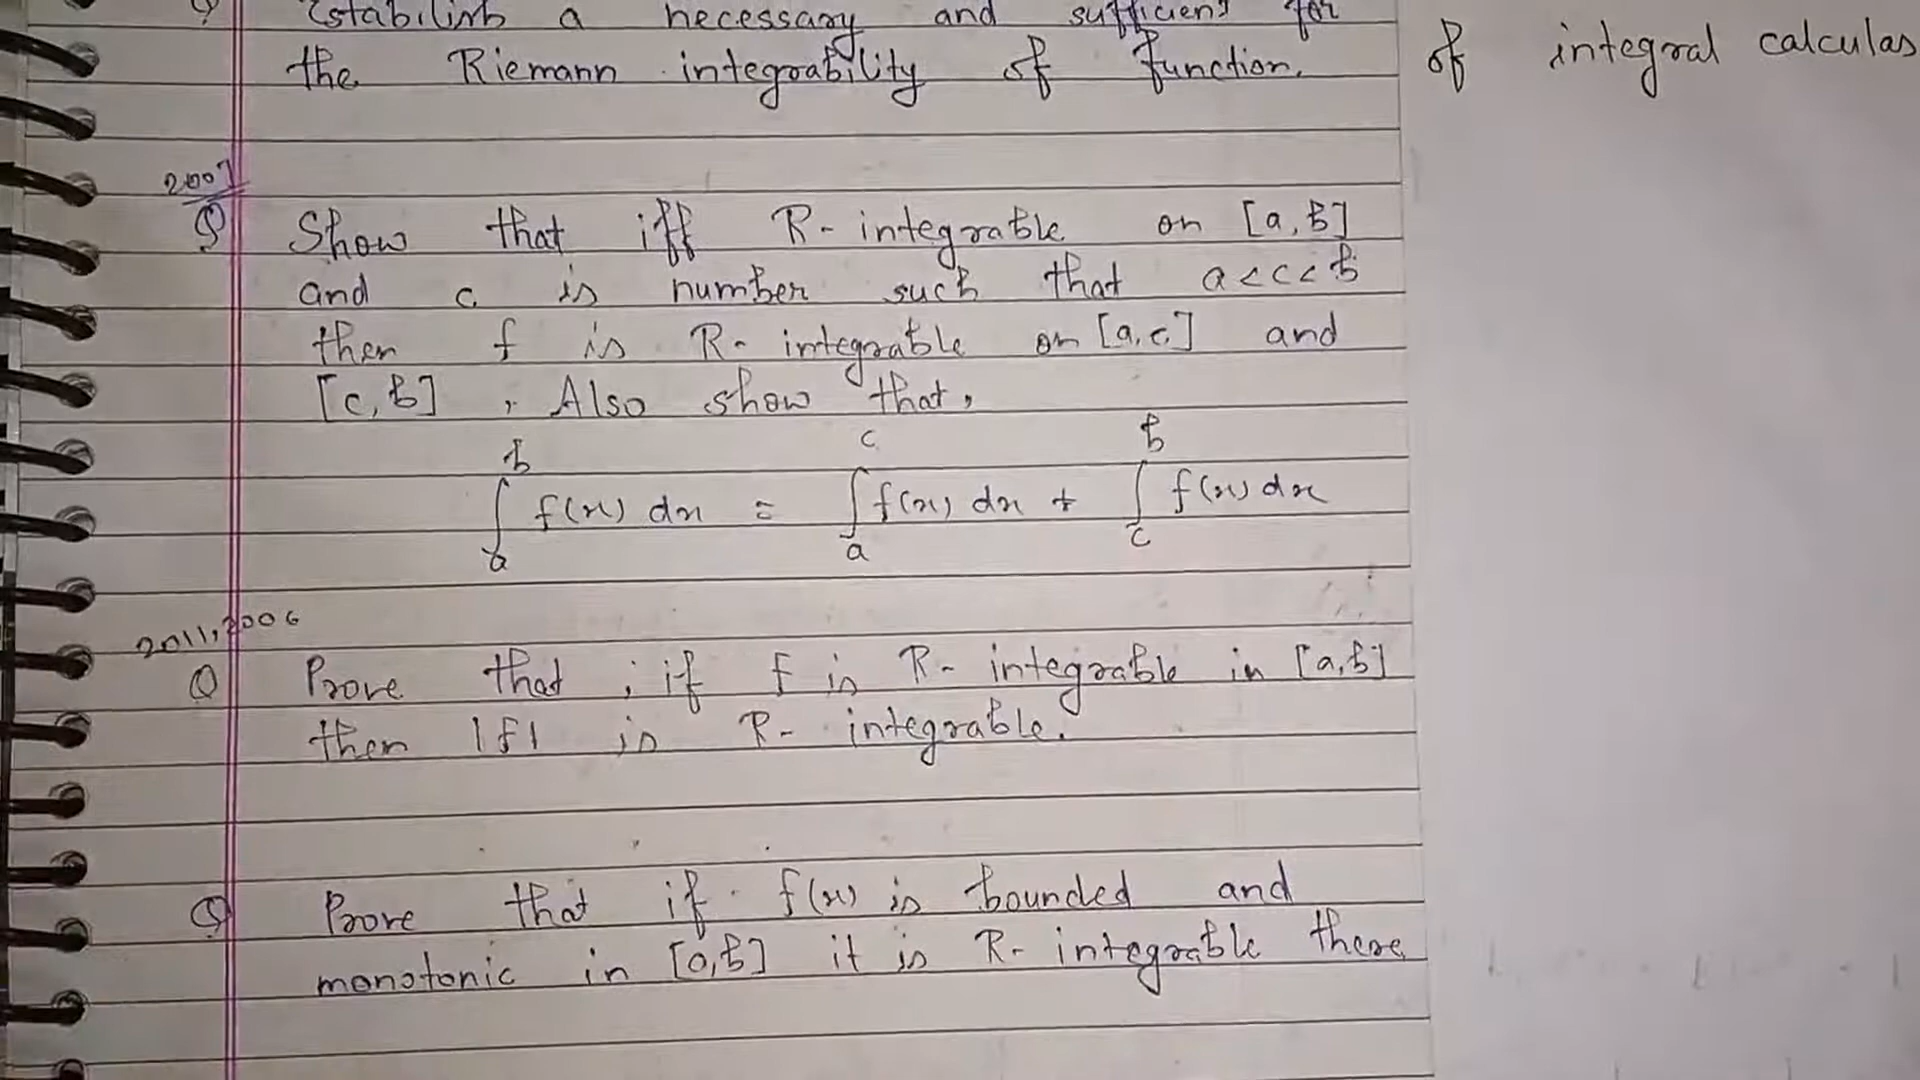 Q Establish a necessary and sufficient for
the Riemann integrability of function.
of integral calculas
2007
Q Show that iff R- integrable on [a, b]
and c is number such that a < c < b
then f is R- integrable on [a, c] and
[c, b] , Also show that,
∫_a^b f(x) dx = ∫_a^c f(x) dx + ∫_c^b f(x) dx
2011, 2006
Q Prove that , if f is R- integrable in [a,b]
then |f| is R- integrable.
Q Prove that if f(x) is bounded and
monotonic in [a,b] it is R- integrable there